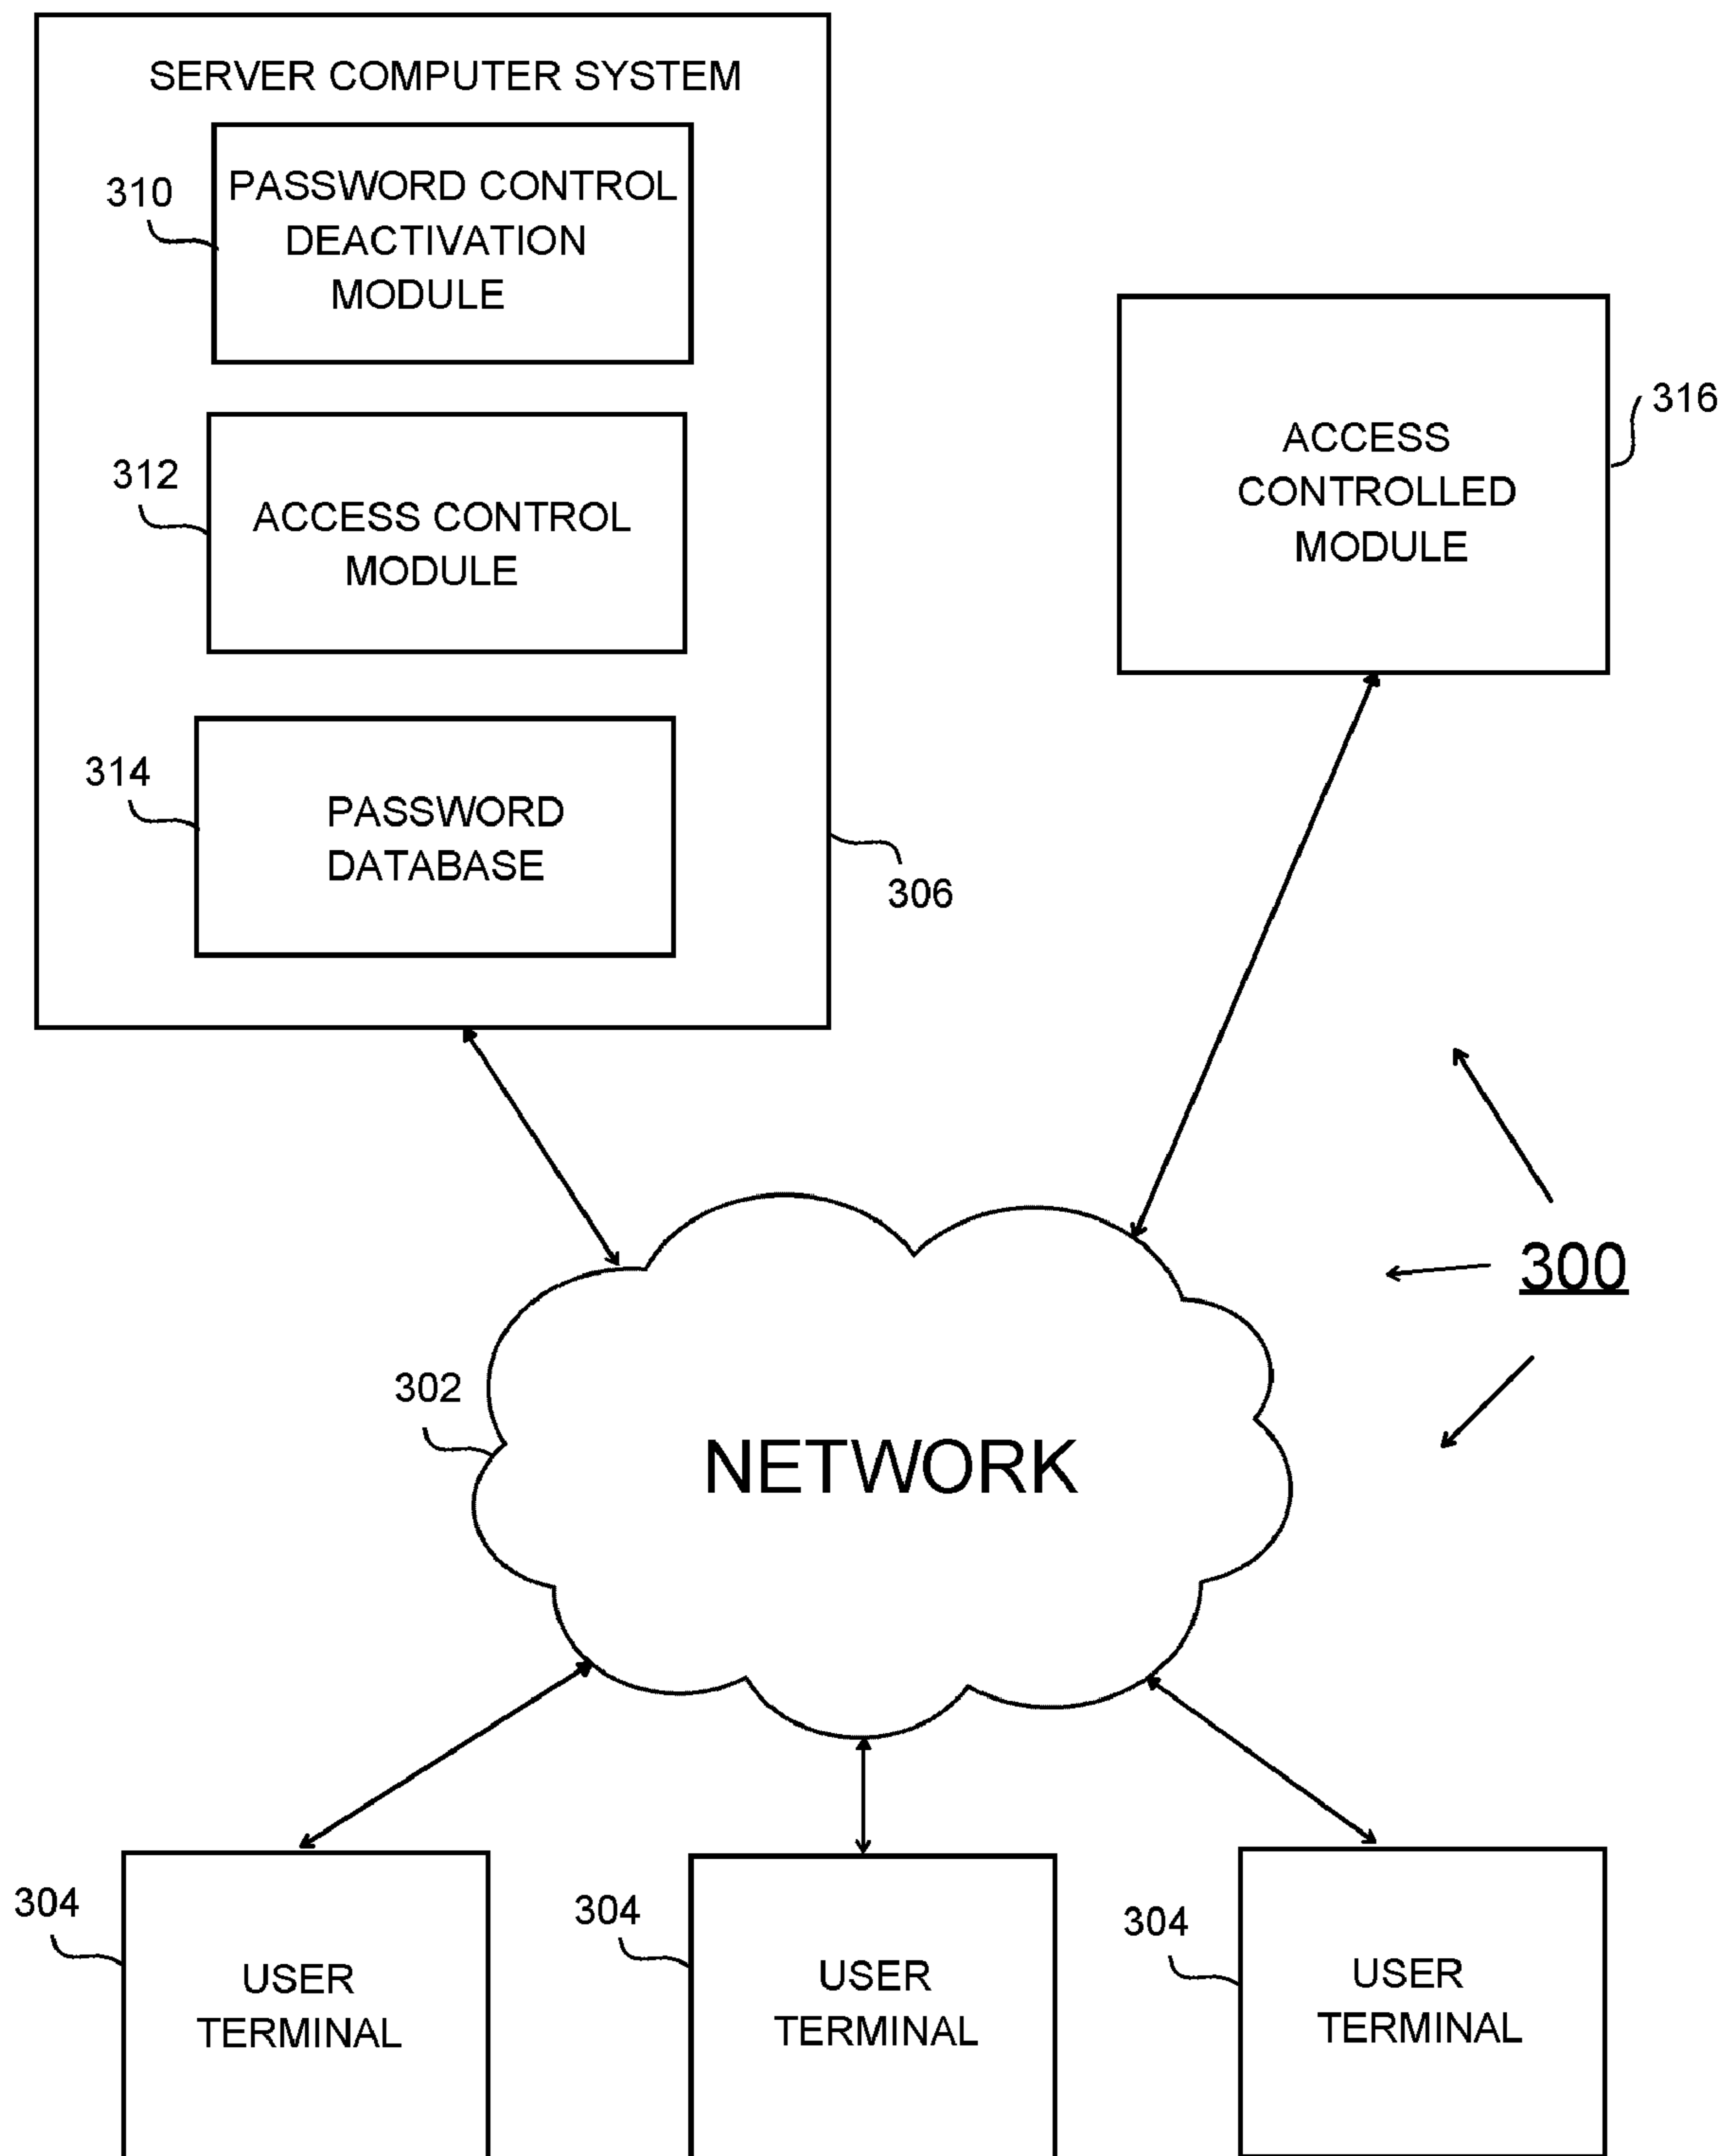 SERVER COMPUTER SYSTEM
310
PASSWORD CONTROL
DEACTIVATION
MODULE
312
ACCESS CONTROL
MODULE
314
PASSWORD
DATABASE
306
ACCESS
CONTROLLED
MODULE
316
300
302
NETWORK
304
USER
TERMINAL
304
USER
TERMINAL
304
USER
TERMINAL